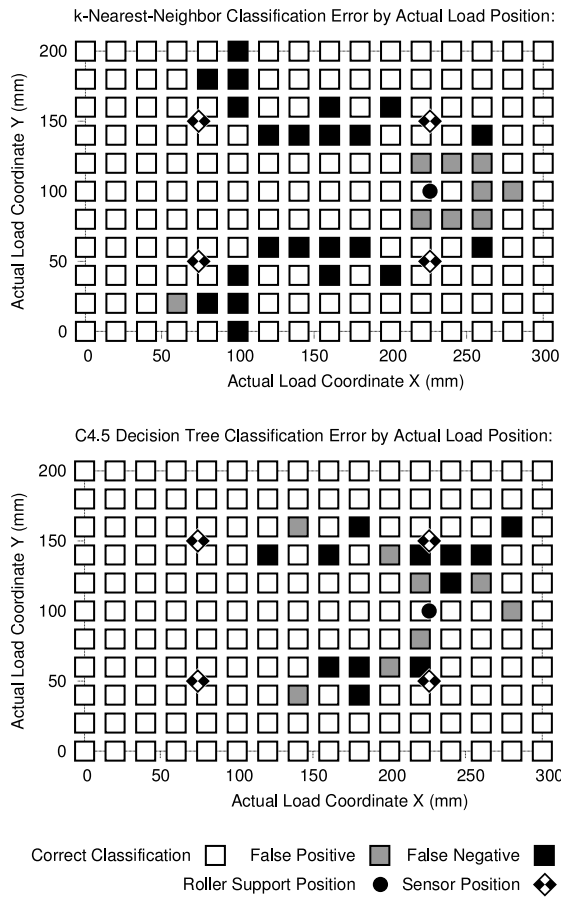 k-Nearest-Neighbor Classification Error by Actual Load Position:
200
150
100
50
0
Actual Load Coordinate Y (mm)
0 50 100 150 200 250 300
Actual Load Coordinate X (mm)
C4.5 Decision Tree Classification Error by Actual Load Position:
200
150
100
50
0
Actual Load Coordinate Y (mm)
0 50 100 150 200 250 300
Actual Load Coordinate X (mm)
Correct Classification False Positive False Negative
Roller Support Position Sensor Position